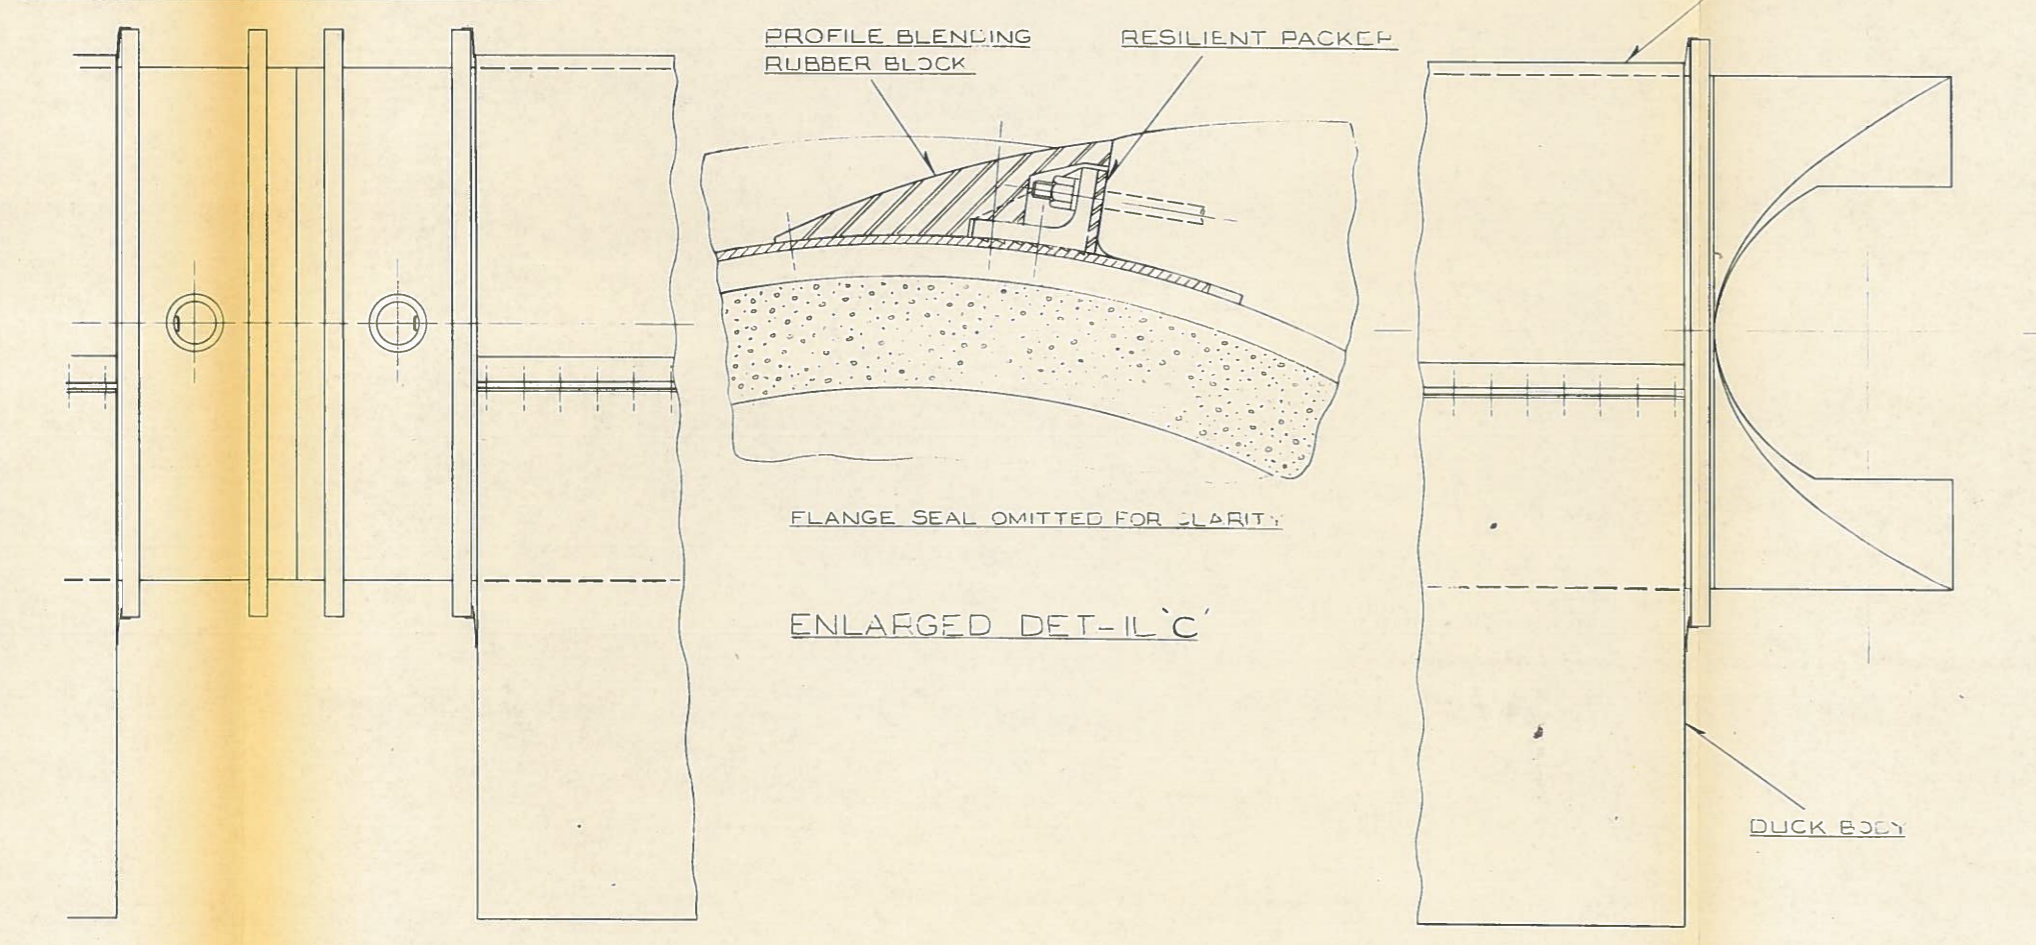 PROFILE BLENDING
RUBBER BLOCK
RESILIENT PACKER
FLANGE SEAL OMITTED FOR CLARITY
ENLARGED DETAIL 'C'
DUCK BODY